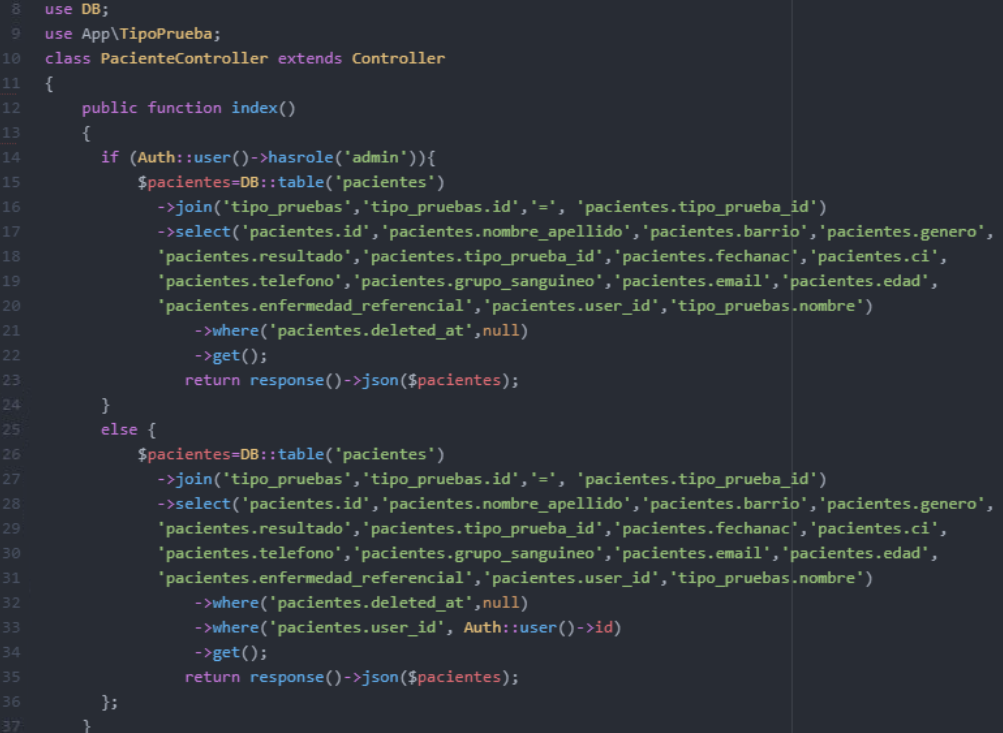 8 use DB;
9 use App\TipoPrueba;
10 class PacienteController extends Controller
11 {
12 public function index()
13 {
14 if (Auth::user()->hasrole('admin')){
15 $pacientes=DB::table('pacientes')
16 ->join('tipo_pruebas','tipo_pruebas.id','=', 'pacientes.tipo_prueba_id')
17 ->select('pacientes.id','pacientes.nombre_apellido','pacientes.barrio','pacientes.genero',
18 'pacientes.resultado','pacientes.tipo_prueba_id','pacientes.fechanac','pacientes.ci',
19 'pacientes.telefono','pacientes.grupo_sanguineo','pacientes.email','pacientes.edad',
20 'pacientes.enfermedad_referencial','pacientes.user_id','tipo_pruebas.nombre')
21 ->where('pacientes.deleted_at',null)
22 ->get();
23 return response()->json($pacientes);
24 }
25 else {
26 $pacientes=DB::table('pacientes')
27 ->join('tipo_pruebas','tipo_pruebas.id','=', 'pacientes.tipo_prueba_id')
28 ->select('pacientes.id','pacientes.nombre_apellido','pacientes.barrio','pacientes.genero',
29 'pacientes.resultado','pacientes.tipo_prueba_id','pacientes.fechanac','pacientes.ci',
30 'pacientes.telefono','pacientes.grupo_sanguineo','pacientes.email','pacientes.edad',
31 'pacientes.enfermedad_referencial','pacientes.user_id','tipo_pruebas.nombre')
32 ->where('pacientes.deleted_at',null)
33 ->where('pacientes.user_id', Auth::user()->id)
34 ->get();
35 return response()->json($pacientes);
36 };
37 }